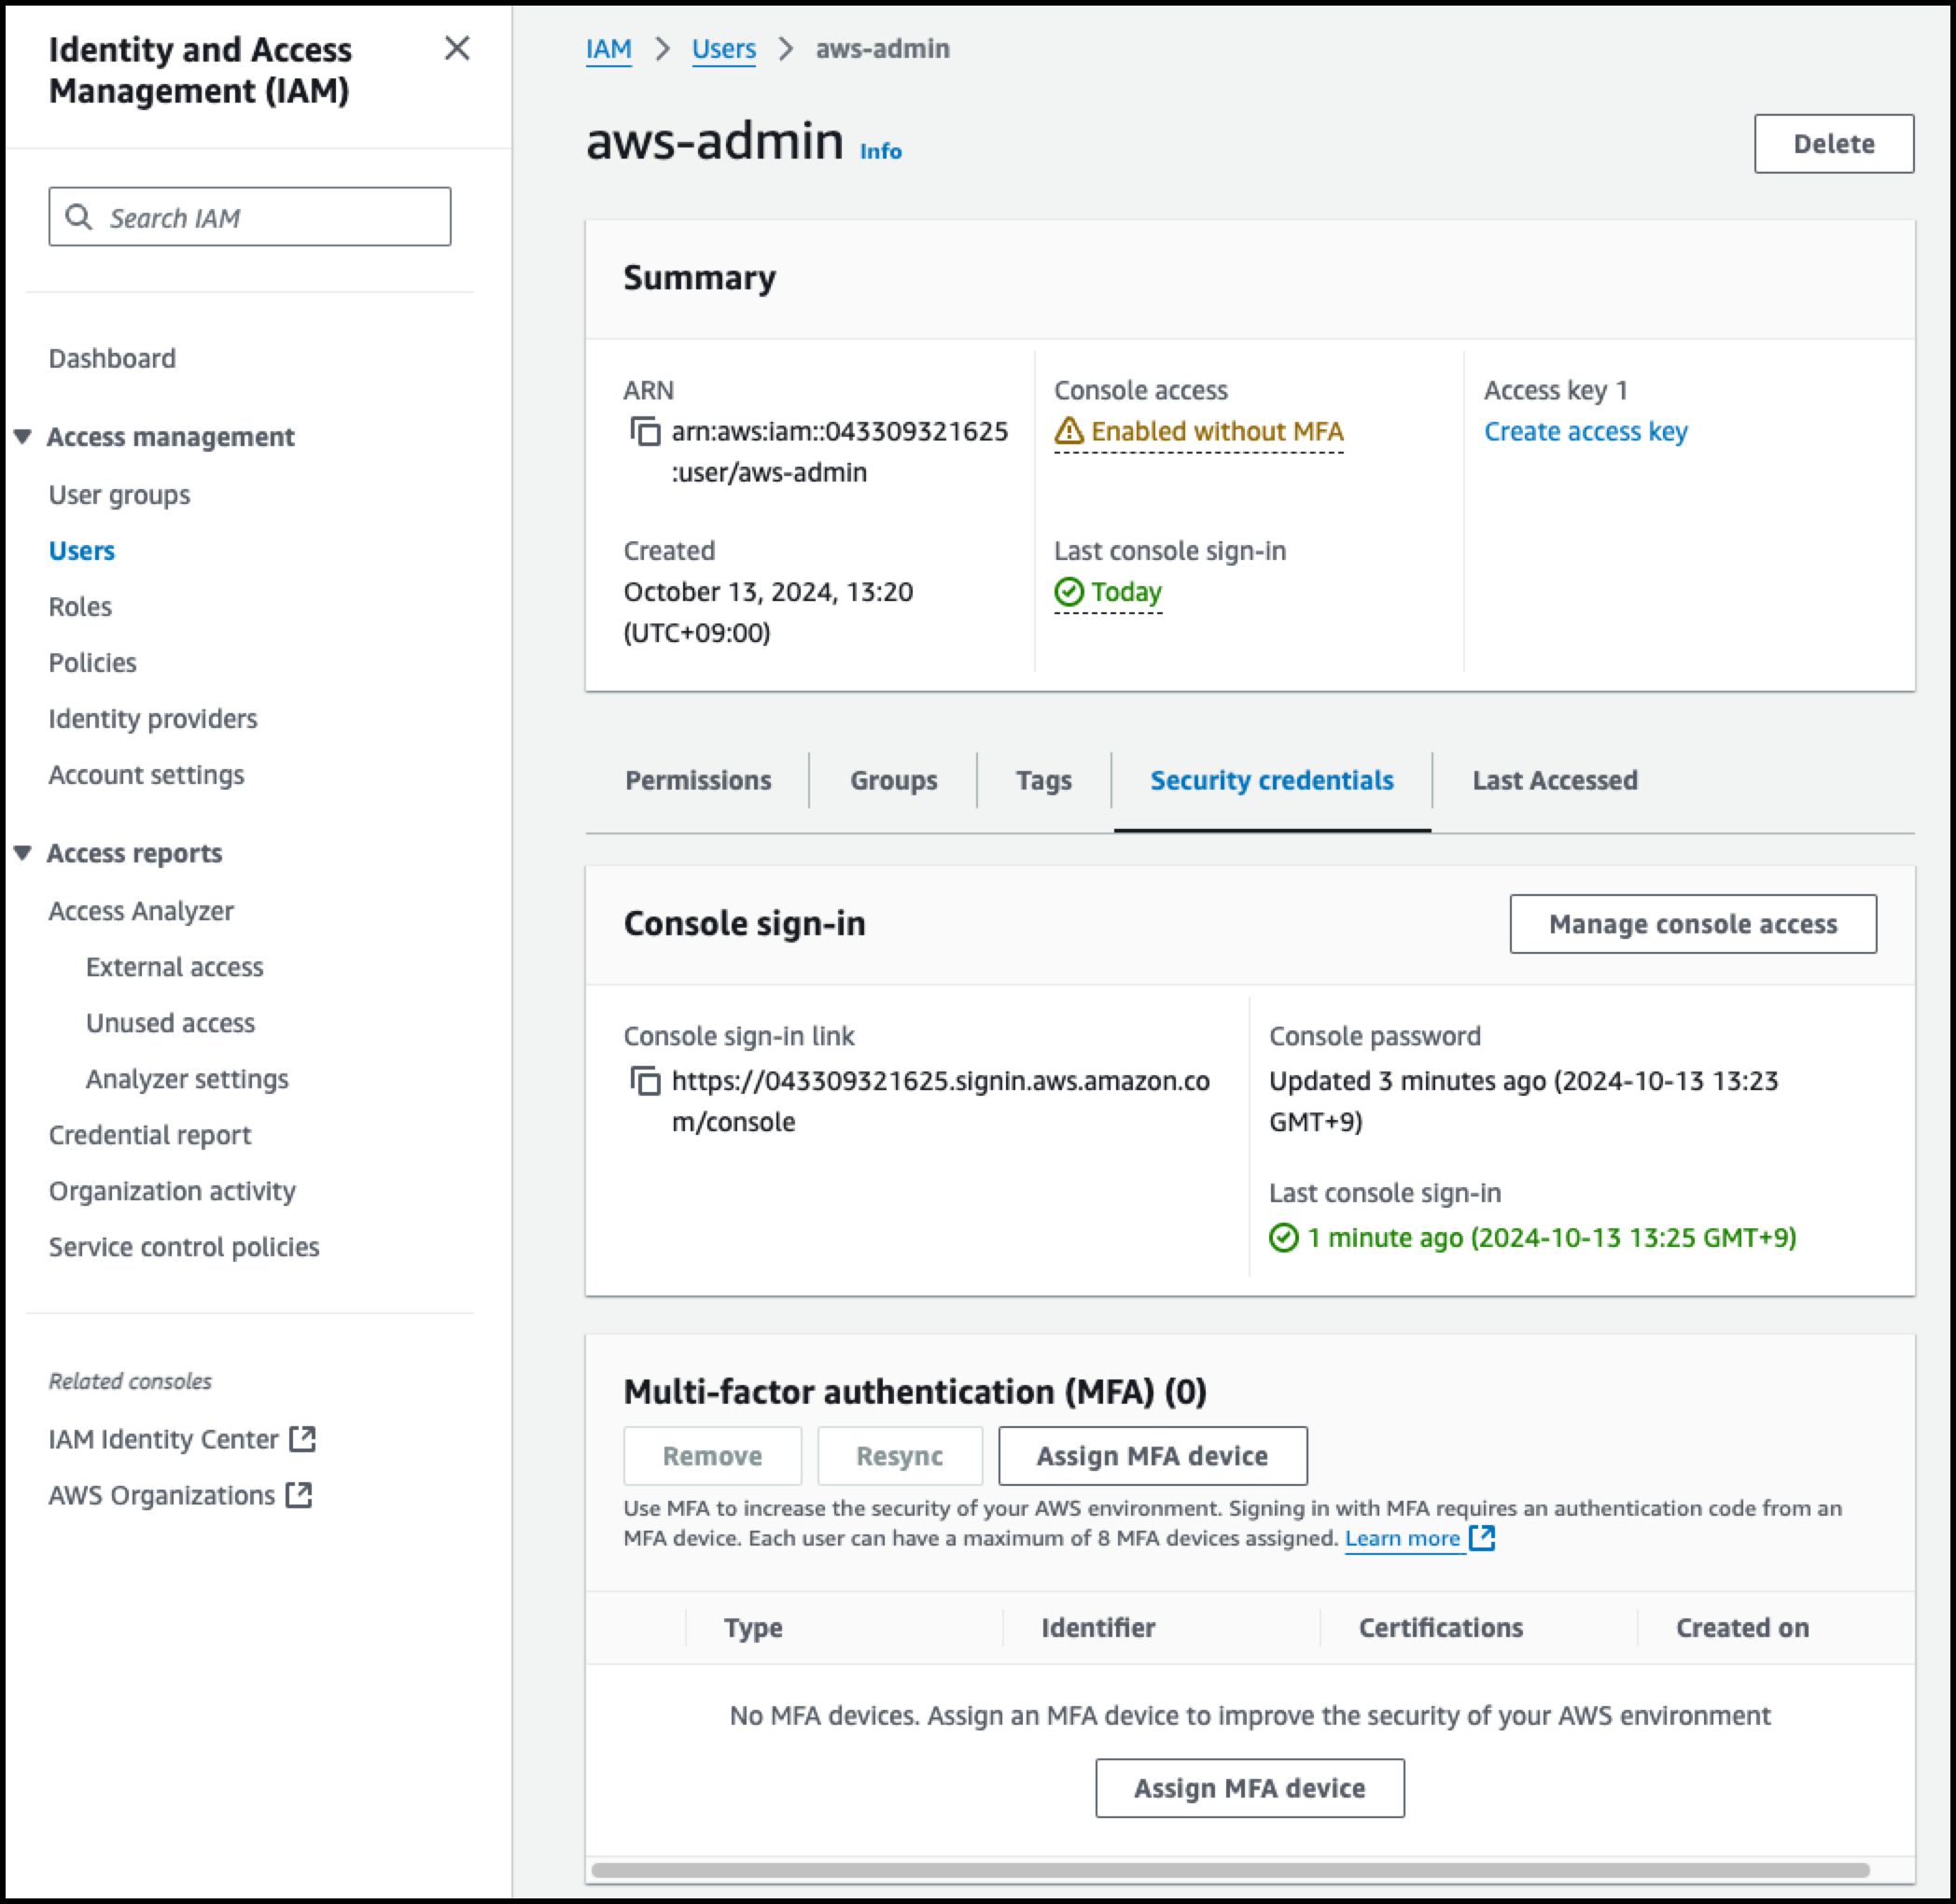 Identity and Access
Management (IAM)
Search IAM
Dashboard
Access management
User groups
Users
Roles
Policies
Identity providers
Account settings
Access reports
Access Analyzer
External access
Unused access
Analyzer settings
Credential report
Organization activity
Service control policies
Related consoles
IAM Identity Center
AWS Organizations
IAM > Users > aws-admin
aws-admin Info
Delete
Summary
ARN
arn:aws:iam::043309321625
:user/aws-admin
Console access
Enabled without MFA
Access key 1
Create access key
Created
October 13, 2024, 13:20
(UTC+09:00)
Last console sign-in
Today
Permissions Groups Tags Security credentials Last Accessed
Console sign-in
Manage console access
Console sign-in link
https://043309321625.signin.aws.amazon.co
m/console
Console password
Updated 3 minutes ago (2024-10-13 13:23
GMT+9)
Last console sign-in
1 minute ago (2024-10-13 13:25 GMT+9)
Multi-factor authentication (MFA) (0)
Remove Resync Assign MFA device
Use MFA to increase the security of your AWS environment. Signing in with MFA requires an authentication code from an
MFA device. Each user can have a maximum of 8 MFA devices assigned. Learn more
Type Identifier Certifications Created on
No MFA devices. Assign an MFA device to improve the security of your AWS environment
Assign MFA device